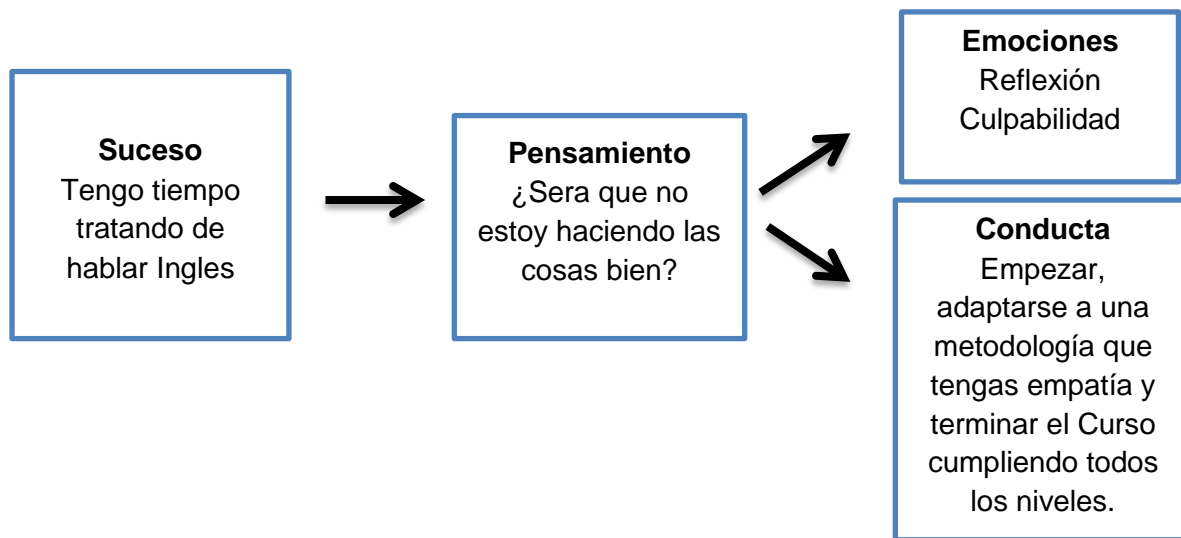 Suceso
Tengo tiempo
tratando de
hablar Ingles
Pensamiento
¿Sera que no
estoy haciendo las
cosas bien?
Emociones
Reflexión
Culpabilidad
Conducta
Empezar,
adaptarse a una
metodología que
tengas empatía y
terminar el Curso
cumpliendo todos
los niveles.